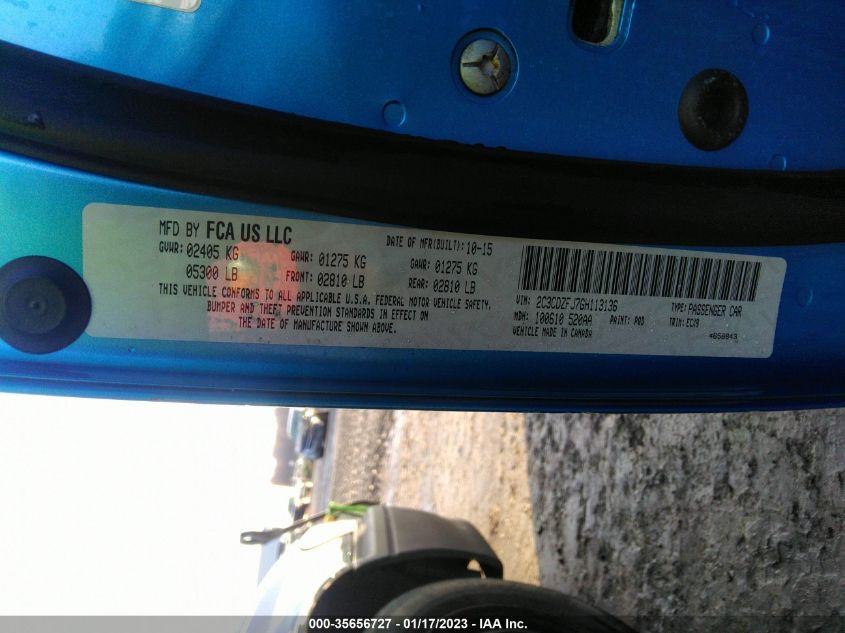 MFD BY FCA US LLC
DATE OF MFR(BUILT): 10-15
GVWR: 02405 KG GAWR: 01275 KG GAWR: 01275 KG
05300 LB FRONT: 02810 LB REAR: 02810 LB
THIS VEHICLE CONFORMS TO ALL APPLICABLE U.S.A. FEDERAL MOTOR VEHICLE SAFETY,
BUMPER AND THEFT PREVENTION STANDARDS IN EFFECT ON
THE DATE OF MANUFACTURE SHOWN ABOVE.
VIN: 2C3CDZFJ7GH113136 TYPE: PASSENGER CAR
MDH: 100610 520AA PAINT: PQD TRIM: ECX9
VEHICLE MADE IN CANADA 4658843
000-35656727 - 01/17/2023 - IAA Inc.